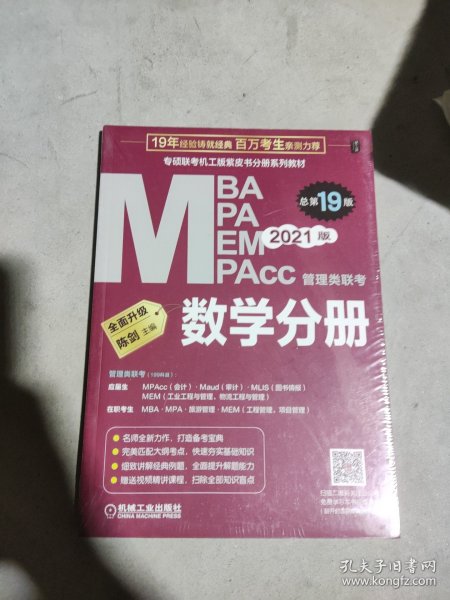 19年经验铸就经典 百万考生亲测力荐
专硕联考机工版紫皮书分册系列教材
MBA
MPA
MEM
MPAcc
总第19版
2021版
管理类联考
数学分册
全面升级
陈剑 主编
管理类联考(199科目):
应届生 MPAcc(会计)·Maud(审计)·MLIS(图书情报)
MEM(工业工程与管理、物流工程与管理)
在职考生 MBA·MPA·旅游管理·MEM(工程管理、项目管理)
●名师全新力作,打造备考宝典
●完美匹配大纲考点,快速夯实基础知识
●细致讲解经典例题,全面提升解题能力
●赠送视频精讲课程,扫除全部知识盲点
机械工业出版社
CHINA MACHINE PRESS
孔夫子旧书网
www.kongfz.com